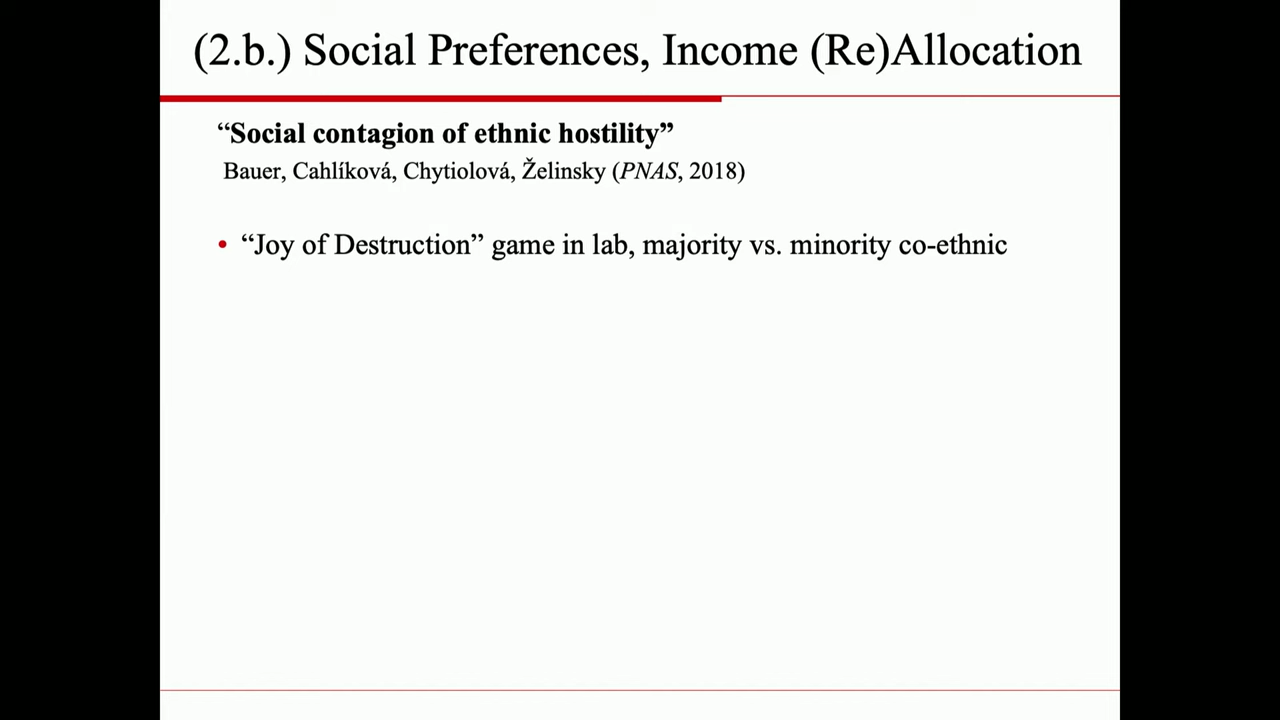 (2.b.) Social Preferences, Income (Re)Allocation
“Social contagion of ethnic hostility”
Bauer, Cahlíková, Chytiolová, Želinsky (PNAS, 2018)
• “Joy of Destruction” game in lab, majority vs. minority co-ethnic